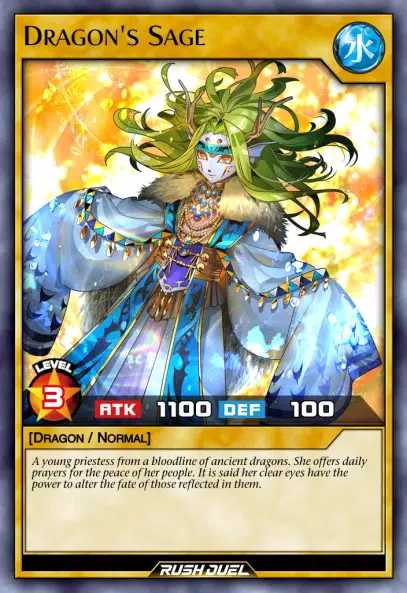 Dragon's Sage
水
LEVEL
3
ATK 1100 DEF 100
[Dragon / Normal]
A young priestess from a bloodline of ancient dragons. She offers daily
prayers for the peace of her people. It is said her clear eyes have the
power to alter the fate of those reflected in them.
RUSH DUEL